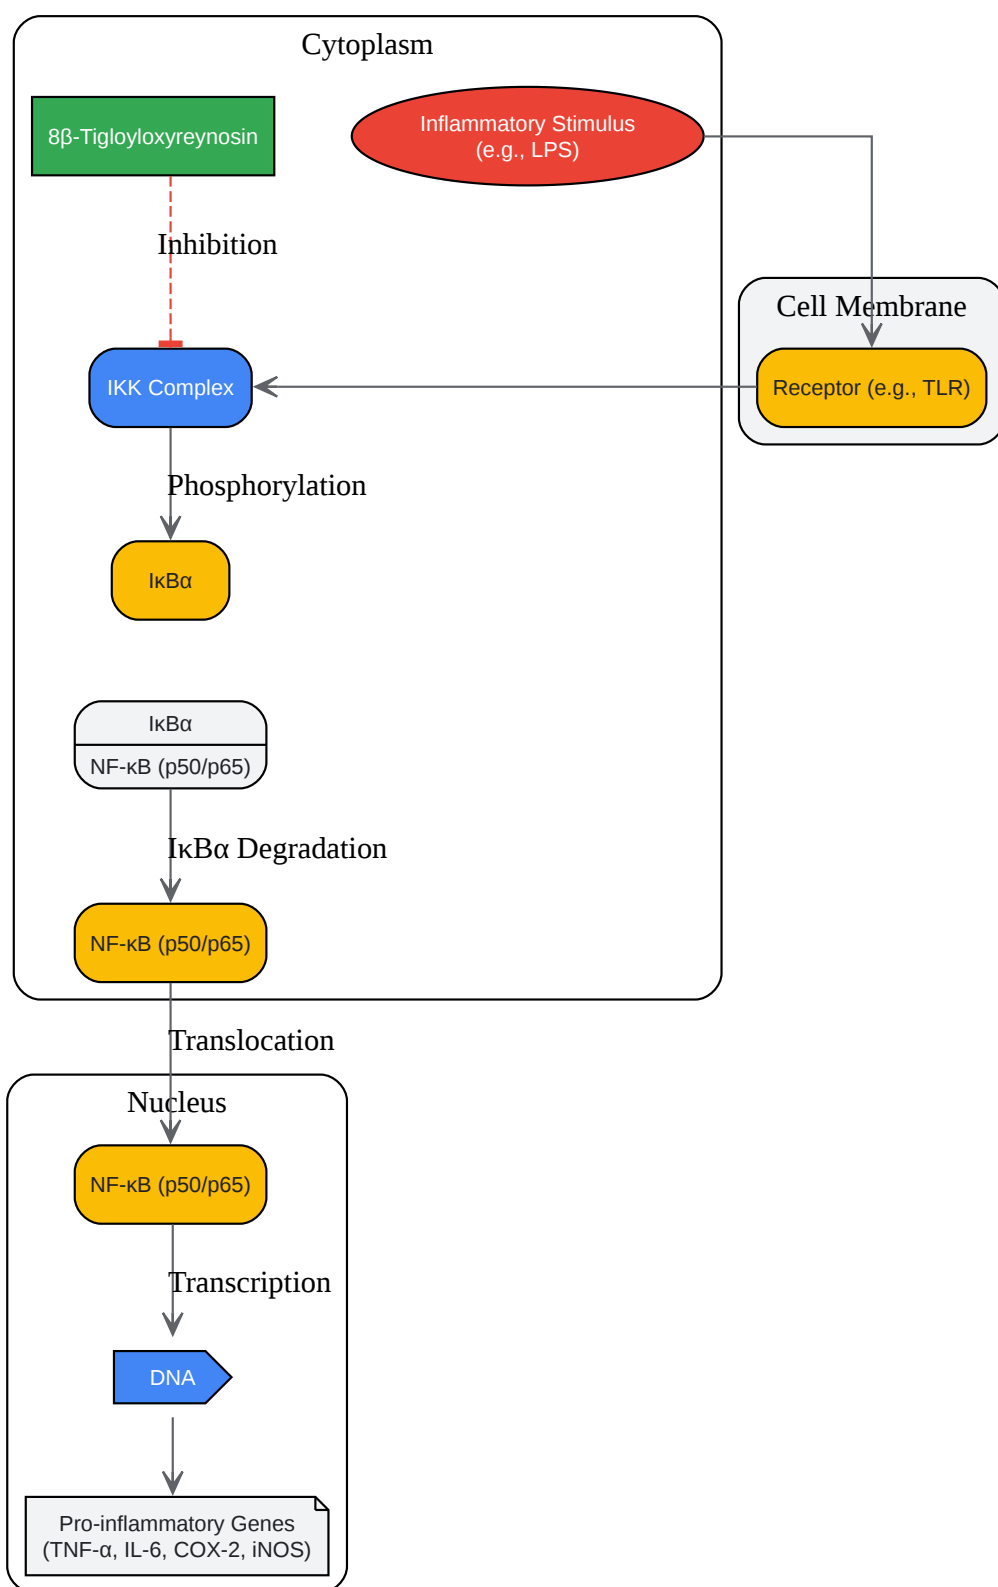 Cytoplasm
8β-Tigloyloxyreynosin
Inflammatory Stimulus
(e.g., LPS)
Inhibition
Cell Membrane
IKK Complex
Receptor (e.g., TLR)
Phosphorylation
IκBα
IκBα
NF-κB (p50/p65)
IκBα Degradation
NF-κB (p50/p65)
Translocation
Nucleus
NF-κB (p50/p65)
Transcription
DNA
Pro-inflammatory Genes
(TNF-α, IL-6, COX-2, iNOS)